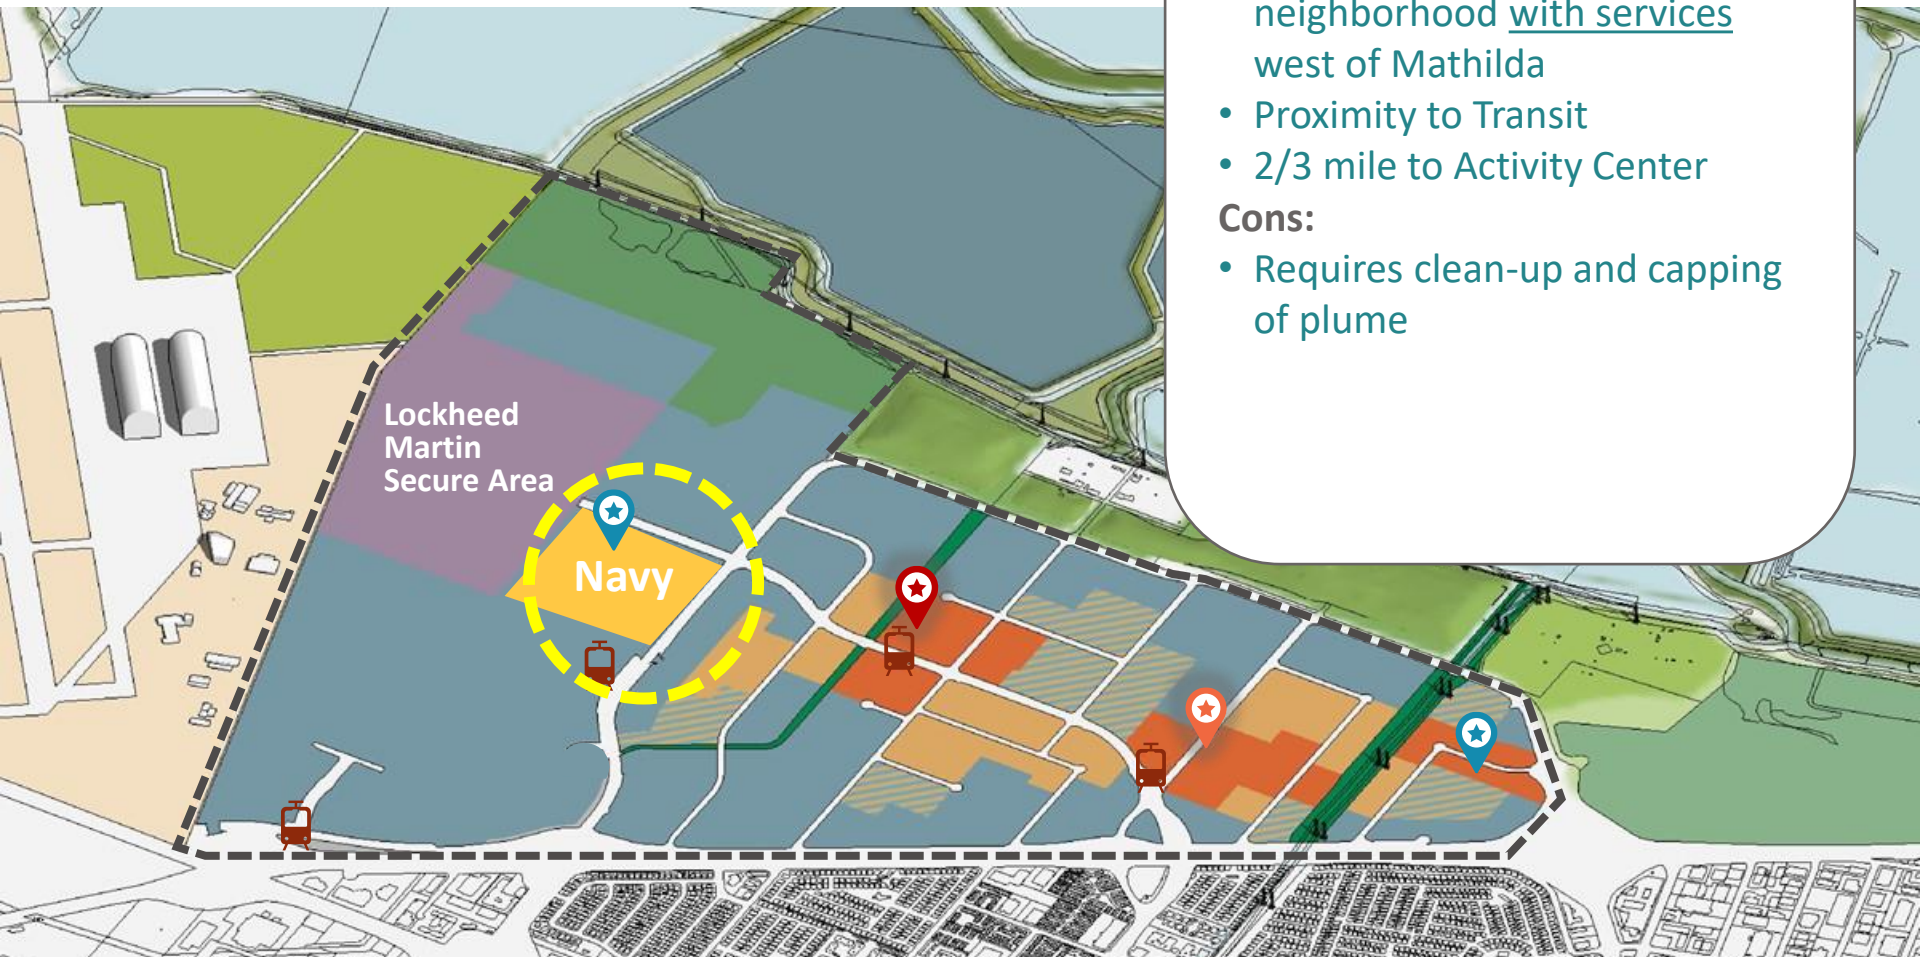 neighborhood with services
west of Mathilda
• Proximity to Transit
• 2/3 mile to Activity Center
Cons:
• Requires clean-up and capping
of plume
Lockheed
Martin
Secure Area
Navy